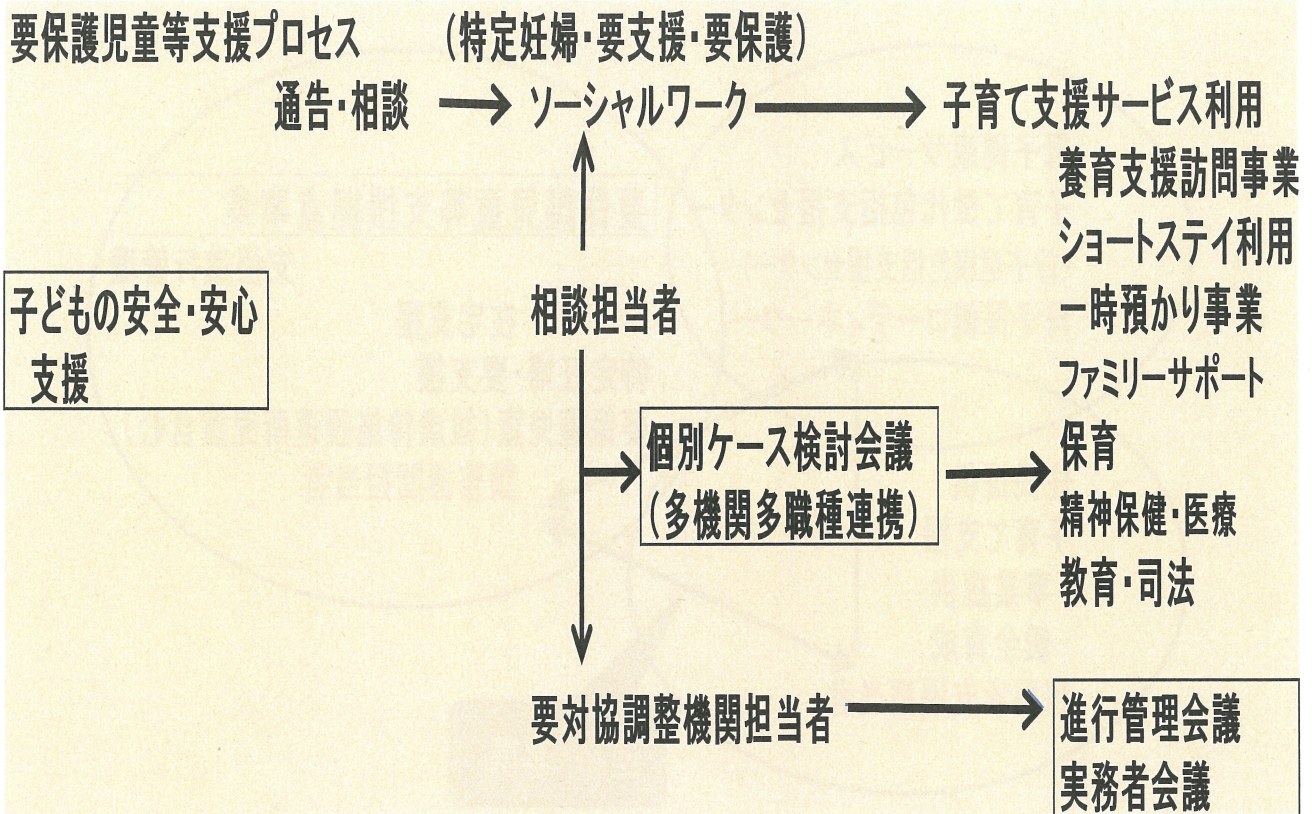 要保護児童等支援プロセス （特定妊婦・要支援・要保護）
通告・相談 → ソーシャルワーク → 子育て支援サービス利用
養育支援訪問事業
ショートステイ利用
一時預かり事業
ファミリーサポート
保育
精神保健・医療
教育・司法
子どもの安全・安心
支援
相談担当者
個別ケース検討会議
（多機関多職種連携）
要対協調整機関担当者
進行管理会議
実務者会議